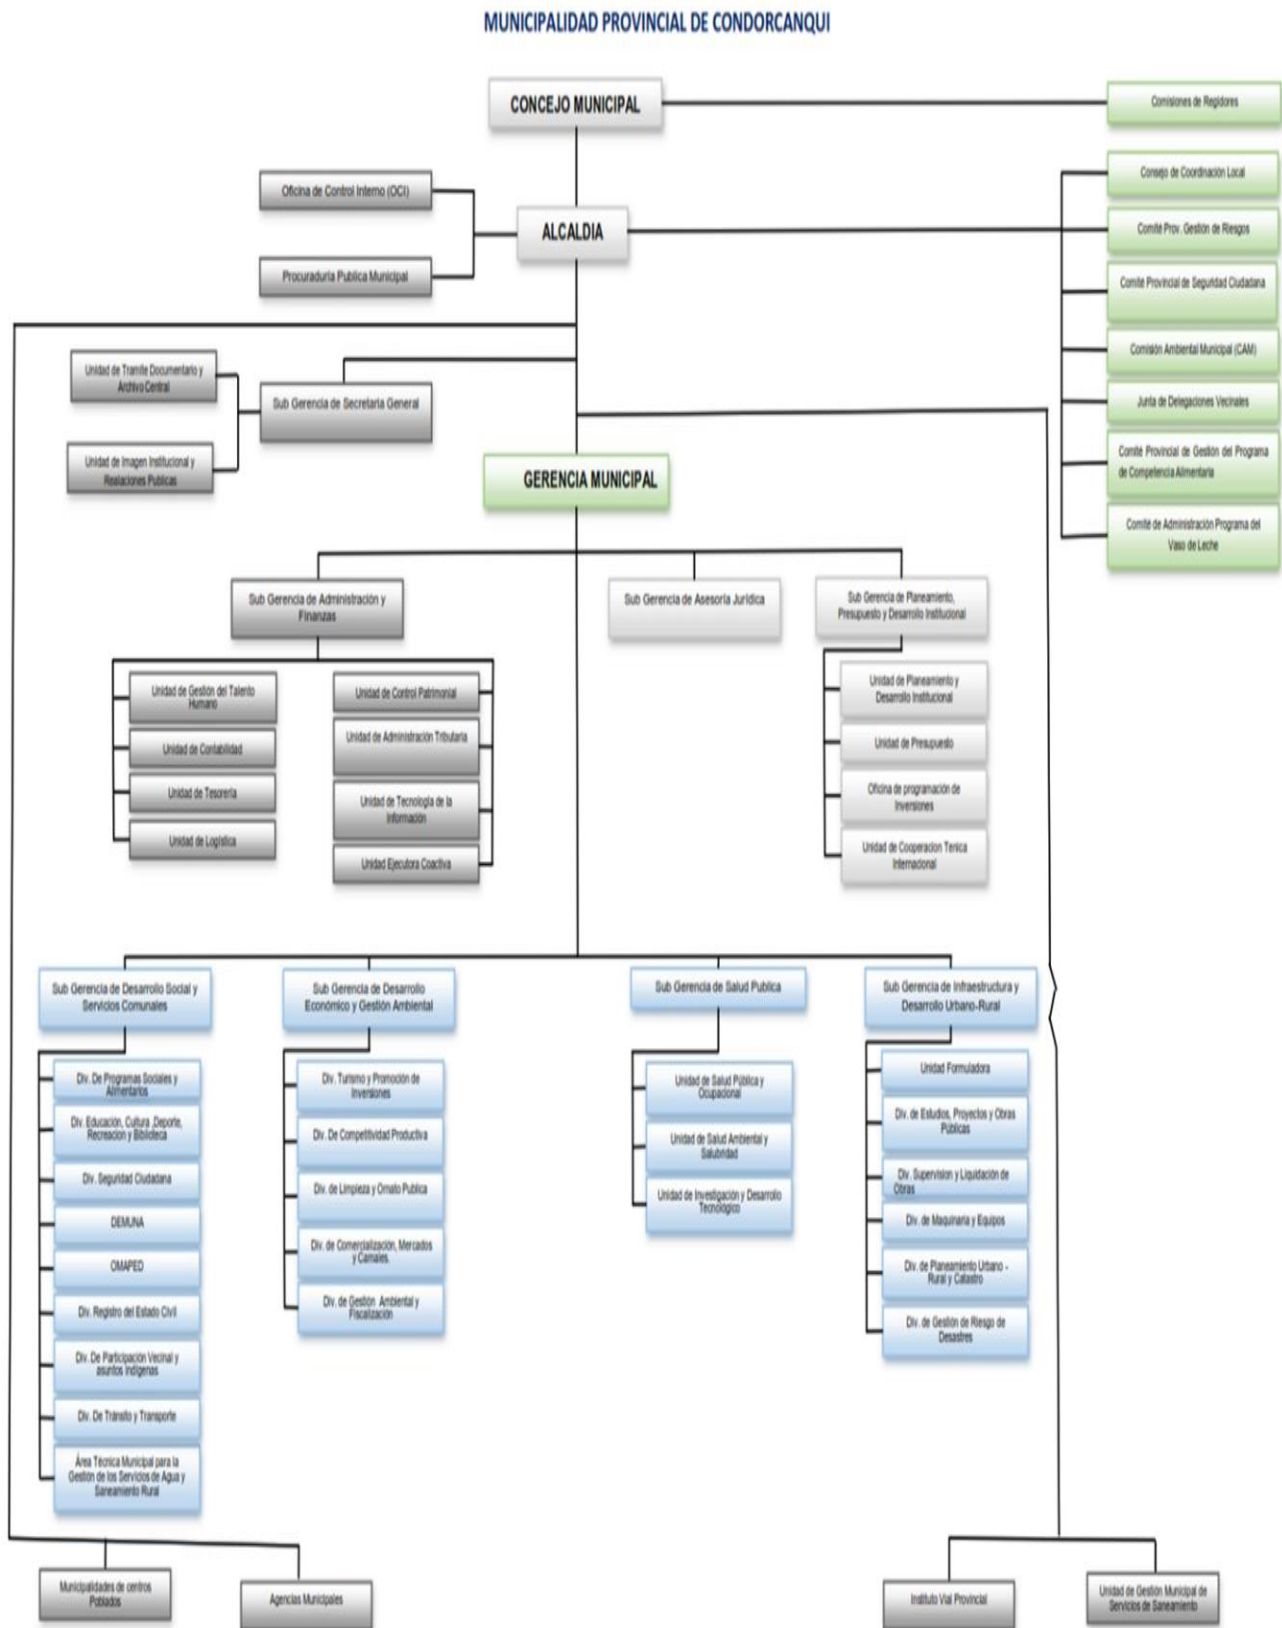 MUNICIPALIDAD PROVINCIAL DE CONDORCANQUI
CONCEJO MUNICIPAL
Comisiones de Regidores
Consejo de Coordinación Local
Oficina de Control Interno (OCI)
ALCALDIA
Comité Prov. Gestión de Riesgos
Procuraduría Publica Municipal
Comité Provincial de Seguridad Ciudadana
Comisión Ambiental Municipal (CAM)
Unidad de Tramite Documentario y
Archivo Central
Sub Gerencia de Secretaria General
Junta de Delegaciones Vecinales
Unidad de Imagen Institucional y
Realaciones Publicas
GERENCIA MUNICIPAL
Comité Provincial de Gestión del Programa
de Competencia Alimentaria
Comité de Administración Programa del
Vaso de Leche
Sub Gerencia de Administración y
Finanzas
Sub Gerencia de Asesoría Jurídica
Sub Gerencia de Planeamiento,
Presupuesto y Desarrollo Institucional
Unidad de Gestión del Talento
Humano
Unidad de Contabilidad
Unidad de Tesorería
Unidad de Logística
Unidad de Control Patrimonial
Unidad de Administración Tributaria
Unidad de Tecnología de la
Información
Unidad Ejecutora Coactiva
Unidad de Planeamiento y
Desarrollo Institucional
Unidad de Presupuesto
Oficina de programación de
Inversiones
Unidad de Cooperacion Tenica
Internacional
Sub Gerencia de Desarrollo Social y
Servicios Comunales
Div. De Programas Sociales y
Alimentarios
Div. Educación, Cultura ,Deporte,
Recreacion y Biblioteca
Div. Seguridad Ciudadana
DEMUNA
OMAPED
Div. Registro del Estado Civil
Div. De Participación Vecinal y
asuntos indígenas
Div. De Tránsito y Transporte
Área Técnica Municipal para la
Gestión de los Servicios de Agua y
Saneamiento Rural
Sub Gerencia de Desarrollo
Económico y Gestión Ambiental
Div. Turismo y Promoción de
Inversiones
Div. De Competitividad Productiva
Div. de Limpieza y Ornato Publica
Div. de Comercialización, Mercados
y Camales.
Div. de Gestión Ambiental y
Fiscalización
Sub Gerencia de Salud Publica
Unidad de Salud Pública y
Ocupacional
Unidad de Salud Ambiental y
Salubridad
Unidad de Investigación y Desarrollo
Tecnológico
Sub Gerencia de Infraestructura y
Desarrollo Urbano-Rural
Unidad Formuladora
Div. de Estudios, Proyectos y Obras
Públicas
Div. Supervision y Liquidación de
Obras
Div. de Maquinaria y Equipos
Div. de Planeamiento Urbano -
Rural y Catastro
Div. de Gestión de Riesgo de
Desastres
Municipalidades de centros
Poblados
Agencias Municipales
Instituto Vial Provincial
Unidad de Gestión Municipal de
Servicios de Saneamiento